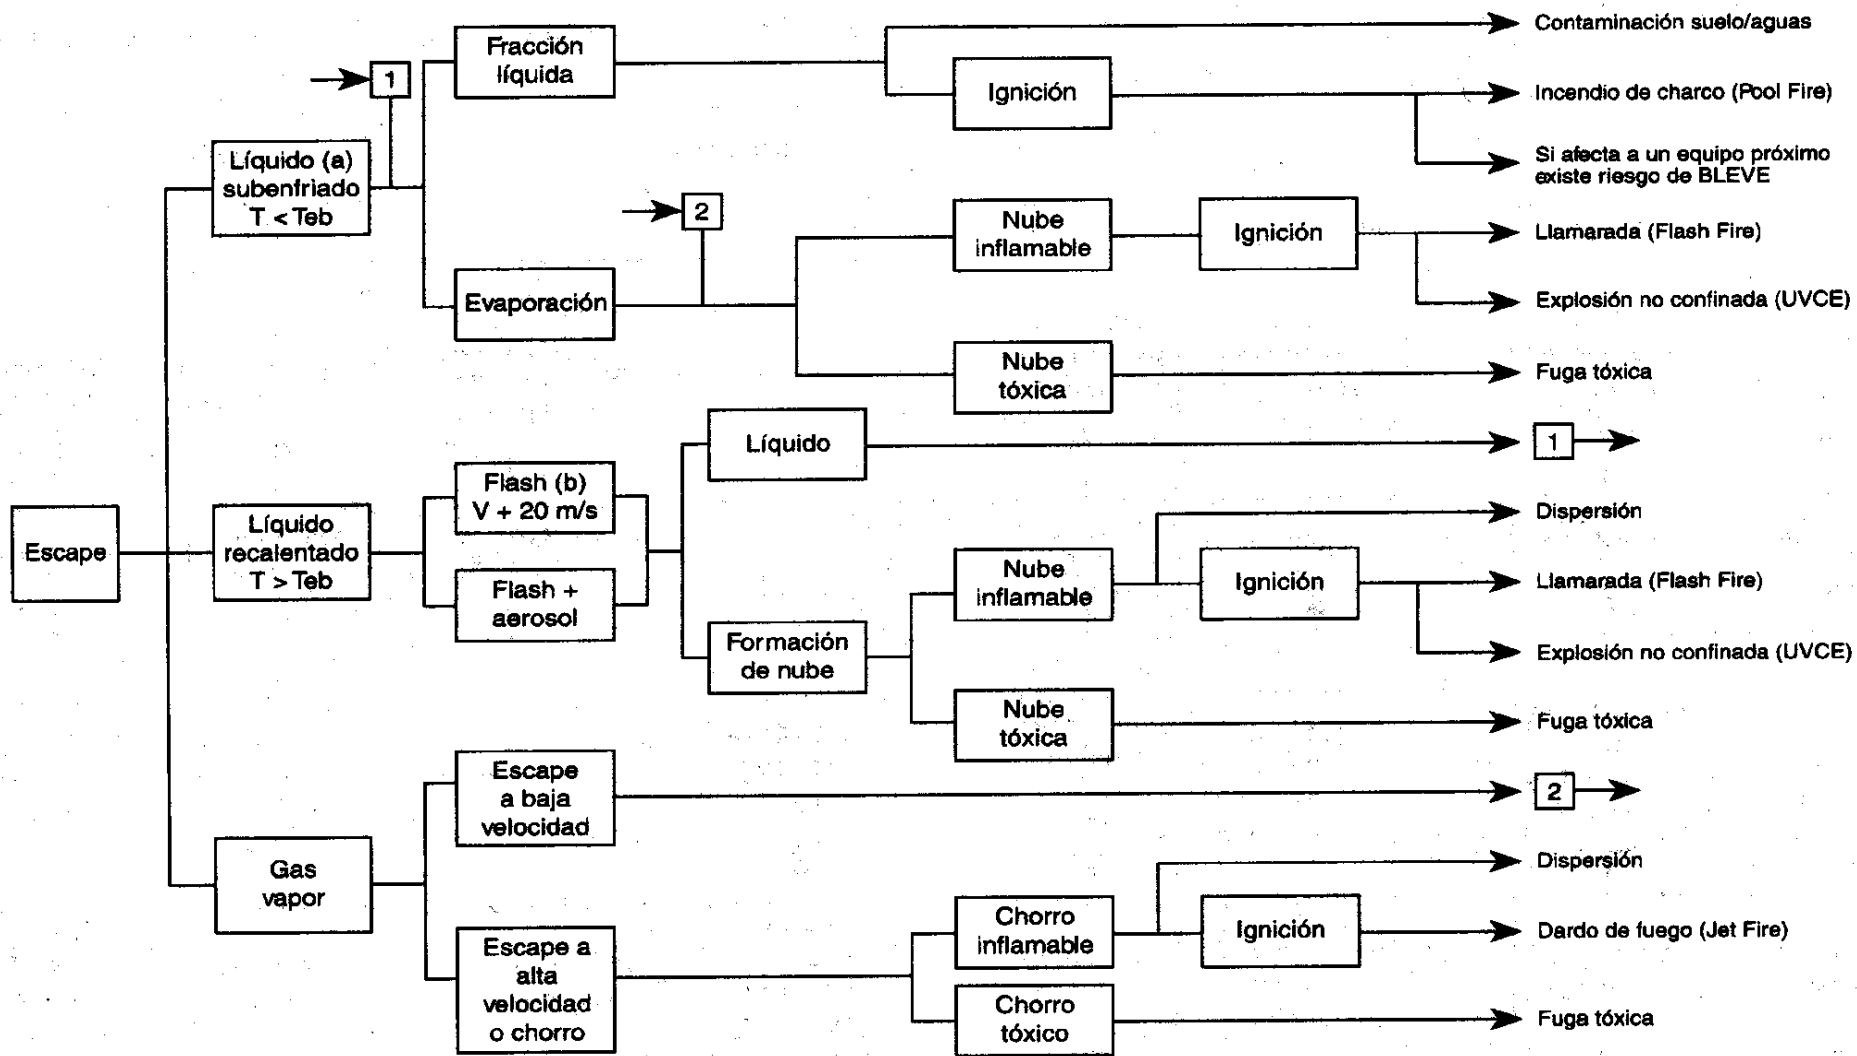 Fracción
líquida
Contaminación suelo/aguas
1
Ignición
Incendio de charco (Pool Fire)
Líquido (a)
subenfriado
T < Teb
Si afecta a un equipo próximo
existe riesgo de BLEVE
2
Nube
inflamable
Ignición
Llamarada (Flash Fire)
Evaporación
Explosión no confinada (UVCE)
Nube
tóxica
Fuga tóxica
Líquido
1
Flash (b)
V + 20 m/s
Dispersión
Escape
Líquido
recalentado
T > Teb
Nube
inflamable
Ignición
Llamarada (Flash Fire)
Flash +
aerosol
Formación
de nube
Explosión no confinada (UVCE)
Nube
tóxica
Fuga tóxica
Escape
a baja
velocidad
2
Gas
vapor
Dispersión
Chorro
inflamable
Ignición
Dardo de fuego (Jet Fire)
Escape a
alta
velocidad
o chorro
Chorro
tóxico
Fuga tóxica